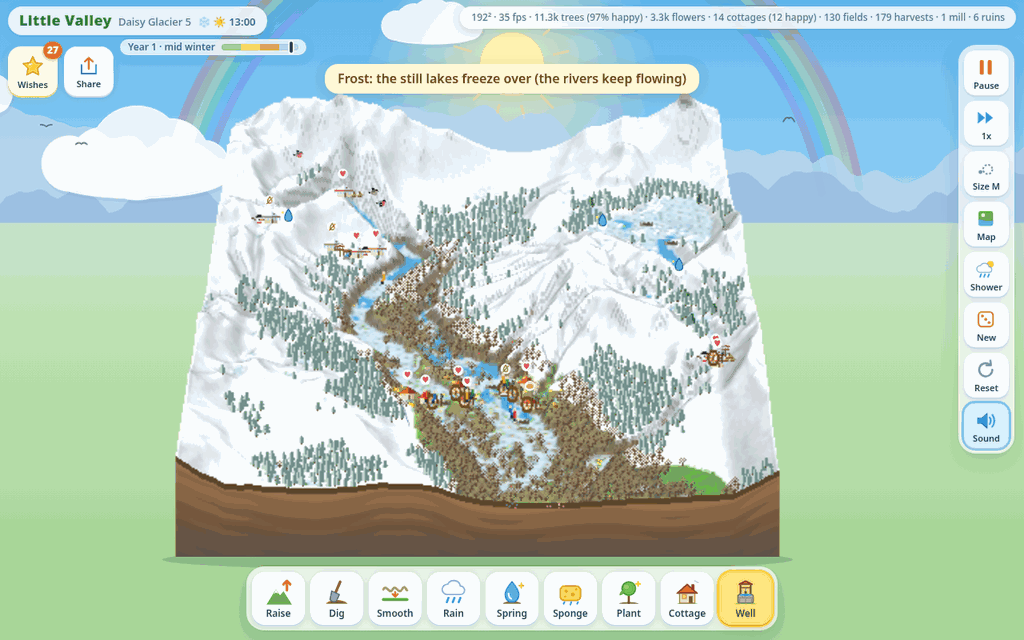 Little Valley Daisy Glacier 5 13:00
192² · 35 fps · 11.3k trees (97% happy) · 3.3k flowers · 14 cottages (12 happy) · 130 fields · 179 harvests · 1 mill · 6 ruins
Year 1 · mid winter
27
Wishes
Share
Frost: the still lakes freeze over (the rivers keep flowing)
Pause
1x
Size M
Map
Shower
New
Reset
Sound
Raise
Dig
Smooth
Rain
Spring
Sponge
Plant
Cottage
Well